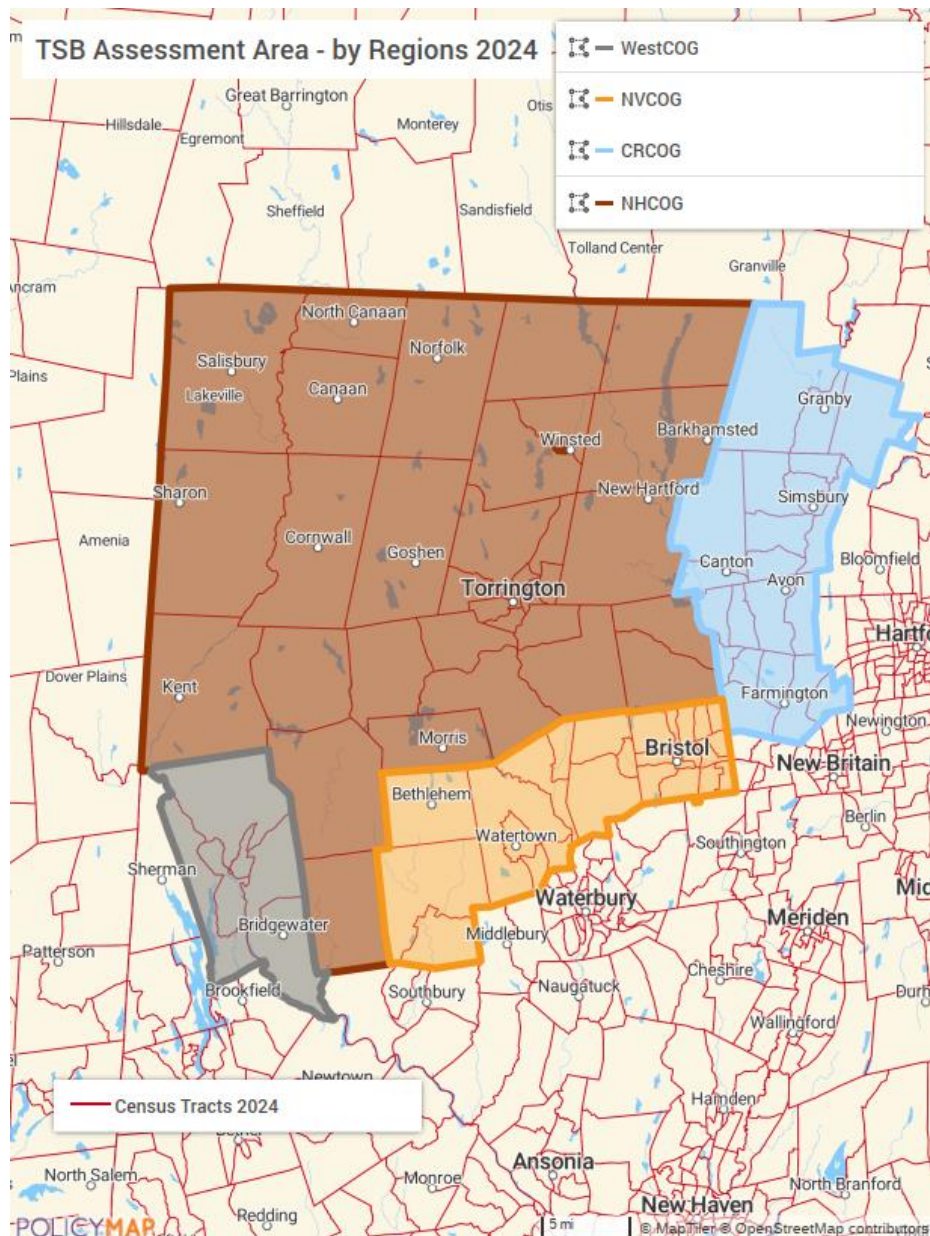 TSB Assessment Area - by Regions 2024
WestCOG
NVCOG
CRCOG
NHCOG
Great Barrington
Otis
Hillsdale
Egremont
Monterey
Sheffield
Sandisfield
Tolland Center
Granville
Ancram
North Canaan
Norfolk
Salisbury
Plains
Lakeville
Canaan
Granby
Winsted
Barkhamsted
Sharon
New Hartford
Simsbury
Amenia
Cornwall
Goshen
Canton
Bloomfield
Torrington
Avon
Hartfo
Dover Plains
Kent
Farmington
Newington
Morris
Bristol
New Britain
Bethlehem
Berlin
Watertown
Southington
Sherman
Waterbury
Mid
Bridgewater
Middlebury
Meriden
Patterson
Cheshire
Brookfield
Southbury
Naugatuck
Durh
Wallingford
Newtown
Census Tracts 2024
Hamden
Ansonia
North Salem
Monroe
North Branford
New Haven
Redding
POLICYMAP
5 mi
© MapTiler © OpenStreetMap contributors